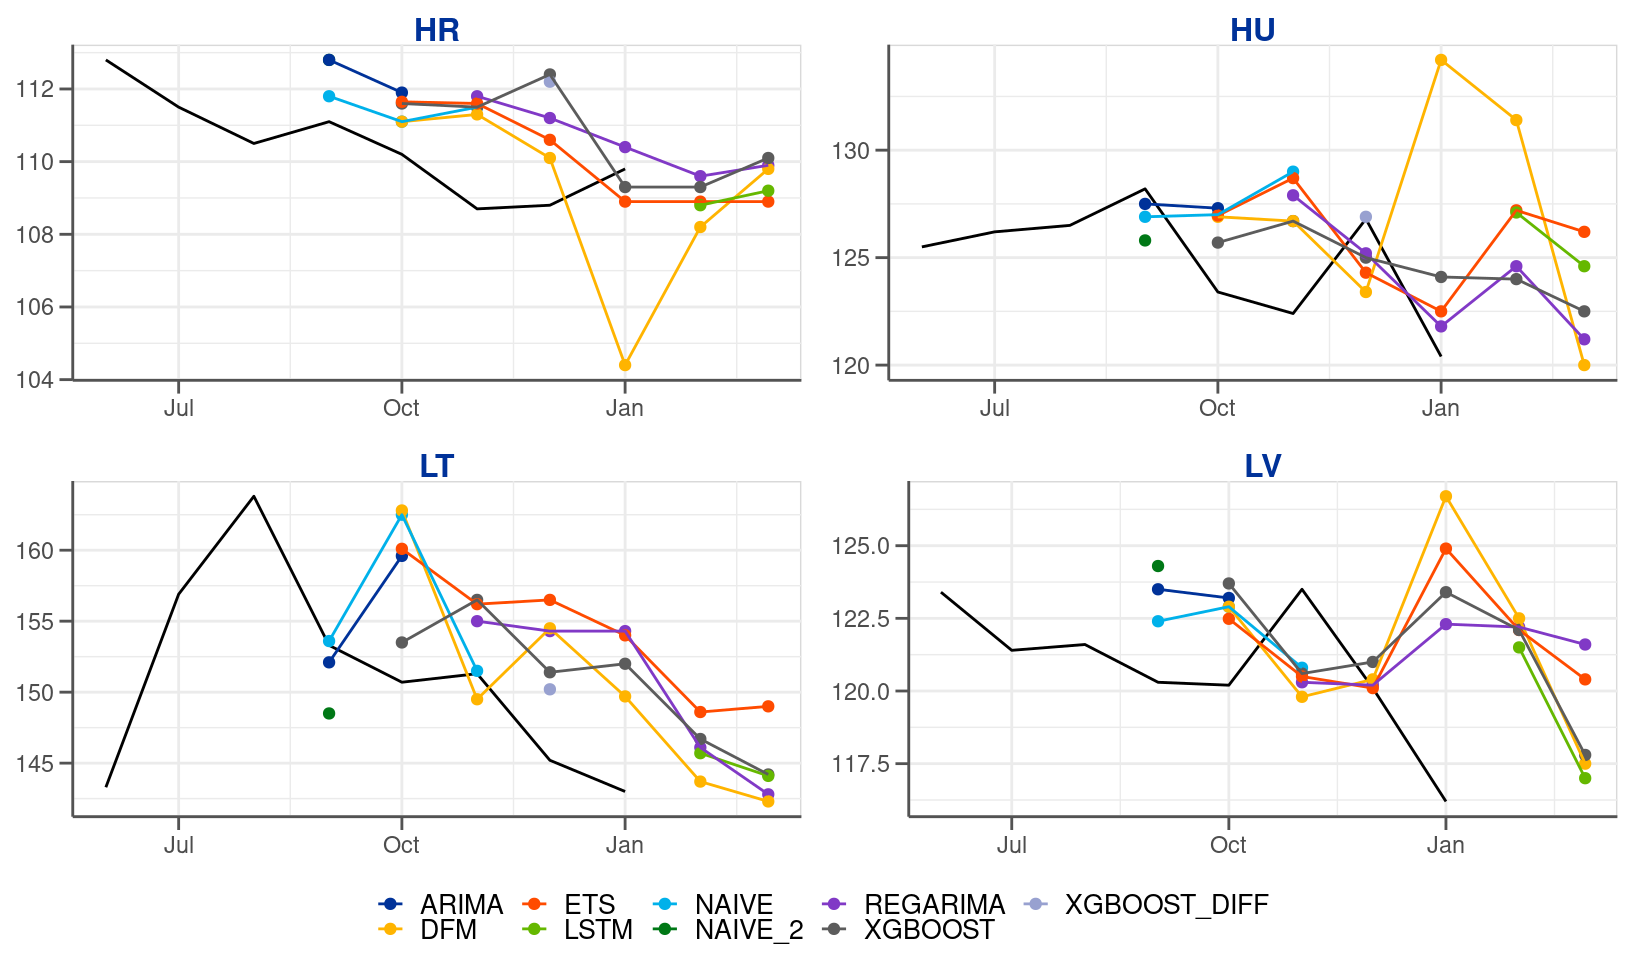 HR
HU
112
110
108
106
104
Jul Oct Jan
130
125
120
Jul Oct Jan
LT
LV
160
155
150
145
Jul Oct Jan
125.0
122.5
120.0
117.5
Jul Oct Jan
ARIMA ETS NAIVE REGARIMA XGBOOST_DIFF
DFM LSTM NAIVE_2 XGBOOST